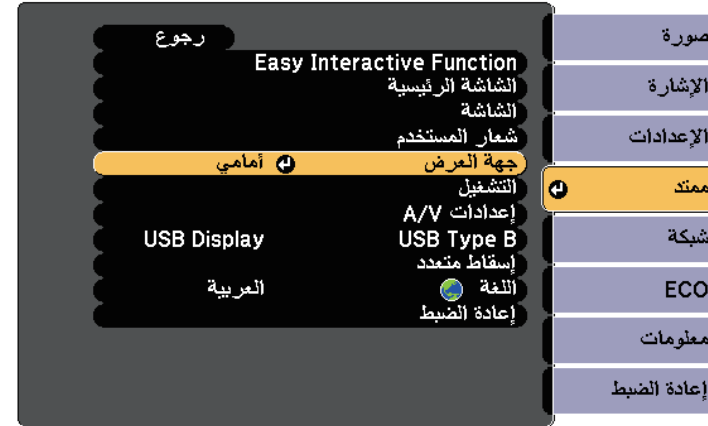 صورة
الإشارة
الإعدادات
ممتد
شبكة
ECO
معلومات
إعادة الضبط
رجوع
Easy Interactive Function
الشاشة الرئيسية
الشاشة
شعار المستخدم
جهة العرض أمامي
التشغيل
إعدادات A/V
USB Type B USB Display
إسقاط متعدد
اللغة العربية
إعادة الضبط